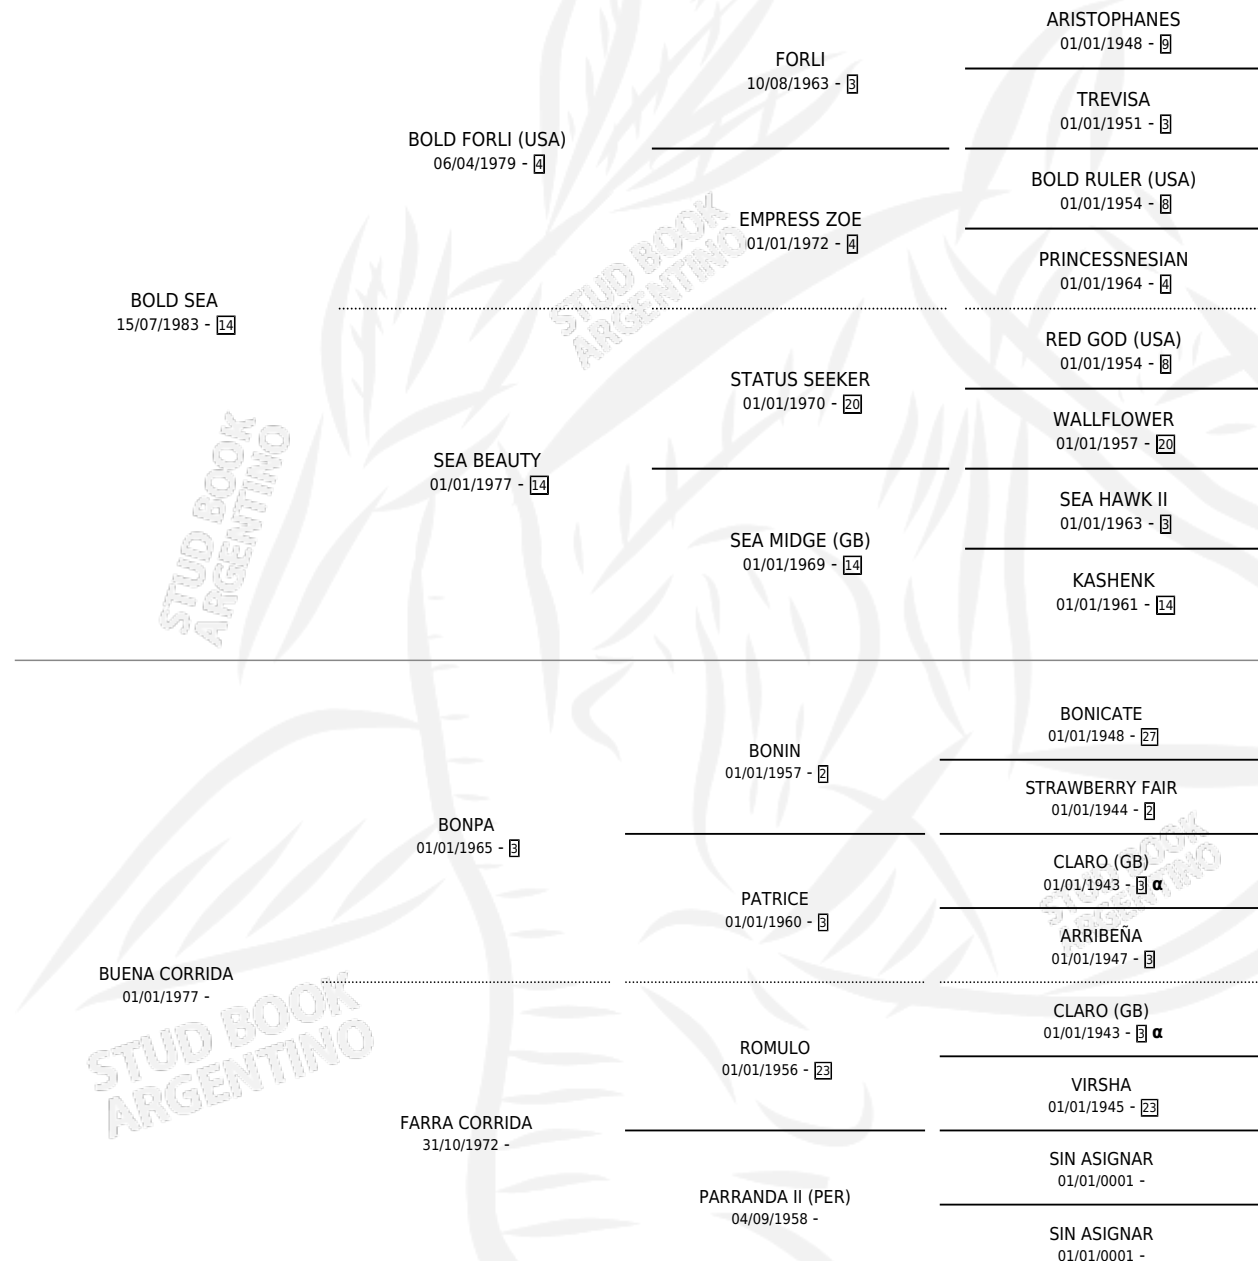 ARISTOPHANES
01/01/1948 - 9
FORLI
10/08/1963 - 3
TREVISA
01/01/1951 - 3
BOLD FORLI (USA)
06/04/1979 - 4
BOLD RULER (USA)
01/01/1954 - 8
EMPRESS ZOE
01/01/1972 - 4
PRINCESSNESIAN
01/01/1964 - 4
BOLD SEA
15/07/1983 - 14
RED GOD (USA)
01/01/1954 - 8
STATUS SEEKER
01/01/1970 - 20
WALLFLOWER
01/01/1957 - 20
SEA BEAUTY
01/01/1977 - 14
SEA HAWK II
01/01/1963 - 3
SEA MIDGE (GB)
01/01/1969 - 14
KASHENK
01/01/1961 - 14
BONICATE
01/01/1948 - 27
BONIN
01/01/1957 - 2
STRAWBERRY FAIR
01/01/1944 - 2
BONPA
01/01/1965 - 3
CLARO (GB)
01/01/1943 - 3 α
PATRICE
01/01/1960 - 3
ARRIBEÑA
01/01/1947 - 3
BUENA CORRIDA
01/01/1977 -
CLARO (GB)
01/01/1943 - 3 α
ROMULO
01/01/1956 - 23
VIRSHA
01/01/1945 - 23
FARRA CORRIDA
31/10/1972 -
SIN ASIGNAR
01/01/0001 -
PARRANDA II (PER)
04/09/1958 -
SIN ASIGNAR
01/01/0001 -
STUD BOOK
ARGENTINO
STUD BOOK
ARGENTINO
STUD BOOK
ARGENTINO
STUD BOOK
ARGENTINO